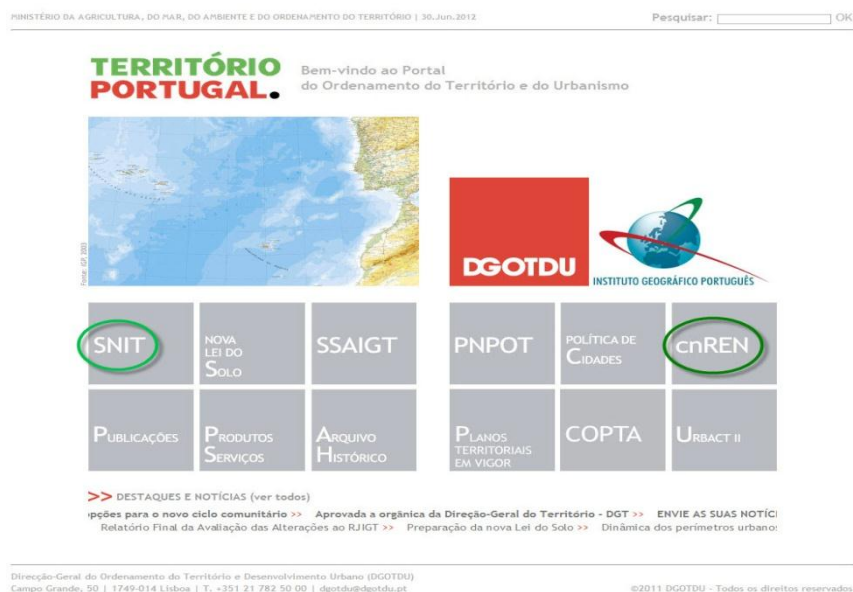 MINISTÉRIO DA AGRICULTURA, DO MAR, DO AMBIENTE E DO ORDENAMENTO DO TERRITÓRIO | 30.Jun.2012
Pesquisar: OK
TERRITÓRIO
PORTUGAL.
Bem-vindo ao Portal
do Ordenamento do Território e do Urbanismo
Fonte: IGP, 2003
DGOTDU
INSTITUTO GEOGRÁFICO PORTUGUÊS
SNIT
NOVA
LEI DO
SOLO
SSAIGT
PNPOT
POLÍTICA DE
CIDADES
cnREN
PUBLICAÇÕES
PRODUTOS
SERVIÇOS
ARQUIVO
HISTÓRICO
PLANOS
TERRITORIAIS
EM VIGOR
COPTA
URBACT II
>> DESTAQUES E NOTÍCIAS (ver todos)
opções para o novo ciclo comunitário >> Aprovada a orgânica da Direção-Geral do Território - DGT >> ENVIE AS SUAS NOTÍCI
Relatório Final da Avaliação das Alterações ao RJIGT >> Preparação da nova Lei do Solo >> Dinâmica dos perímetros urbanos
Direcção-Geral do Ordenamento do Território e Desenvolvimento Urbano (DGOTDU)
Campo Grande, 50 | 1749-014 Lisboa | T. +351 21 782 50 00 | dgotdu@dgotdu.pt
©2011 DGOTDU - Todos os direitos reservados